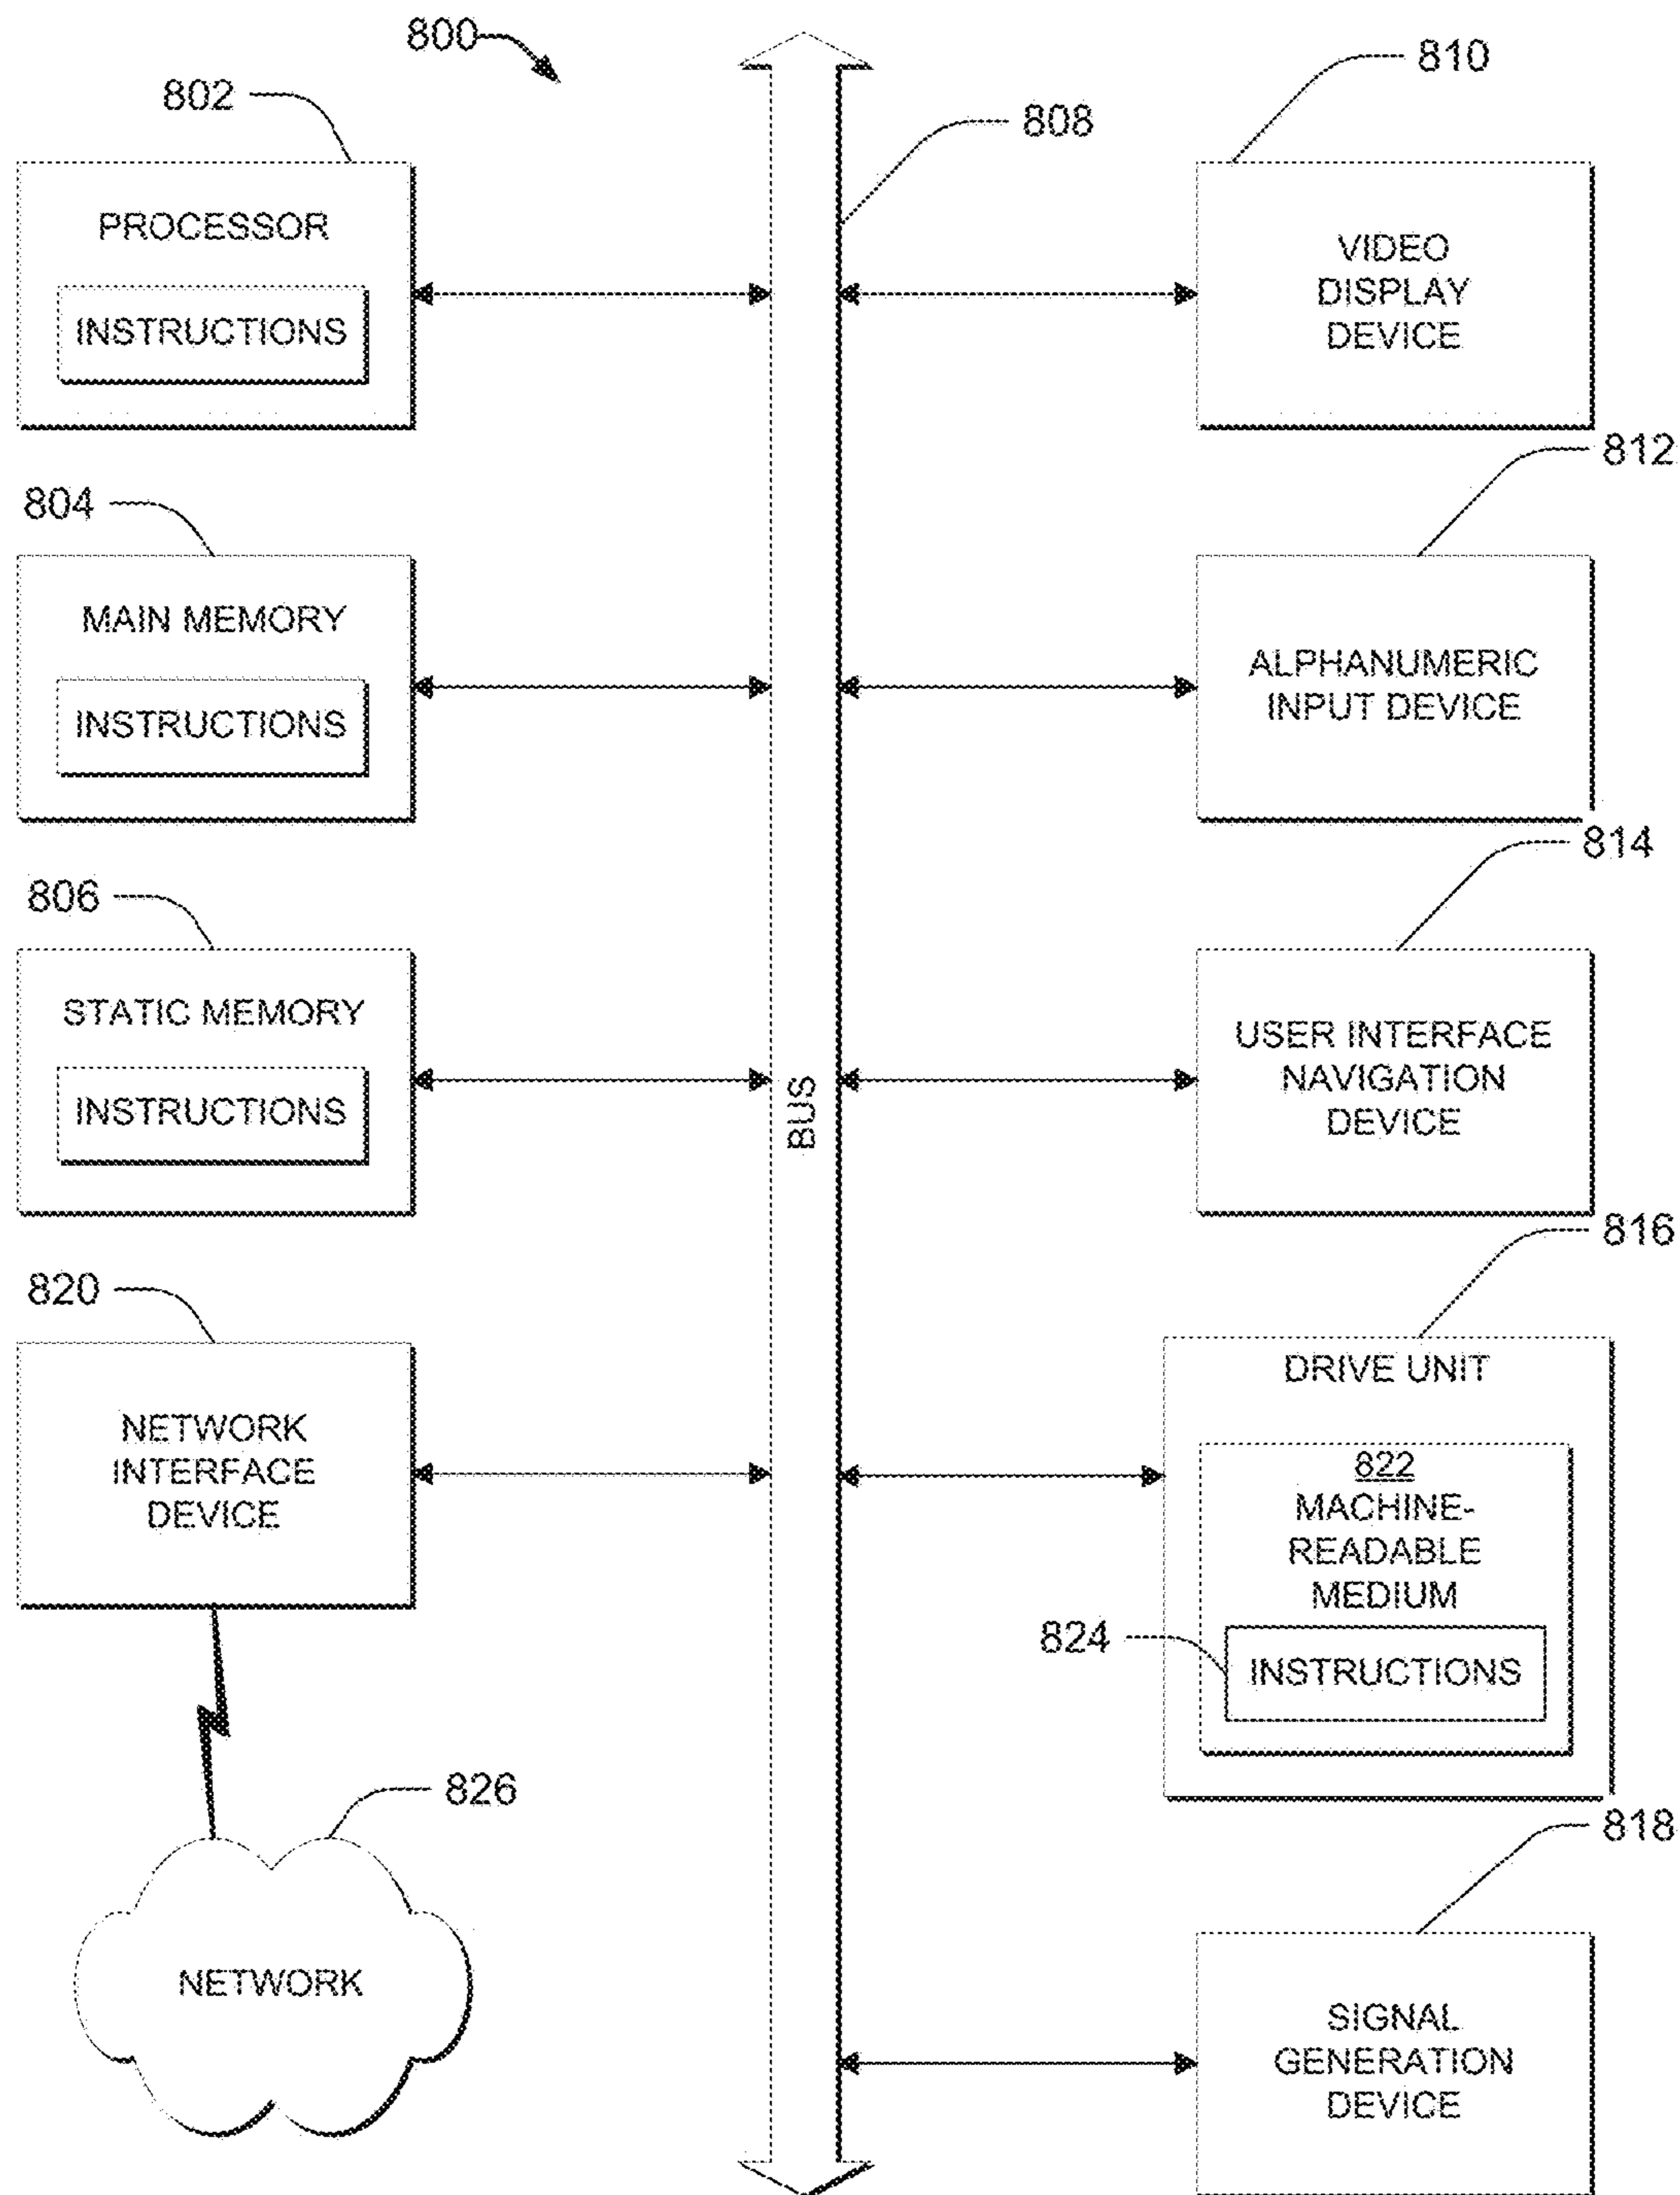 800
802
PROCESSOR
INSTRUCTIONS
804
MAIN MEMORY
INSTRUCTIONS
806
STATIC MEMORY
INSTRUCTIONS
820
NETWORK
INTERFACE
DEVICE
826
NETWORK
808
BUS
810
VIDEO
DISPLAY
DEVICE
812
ALPHANUMERIC
INPUT DEVICE
814
USER INTERFACE
NAVIGATION
DEVICE
816
DRIVE UNIT
822
MACHINE-
READABLE
MEDIUM
824
INSTRUCTIONS
818
SIGNAL
GENERATION
DEVICE